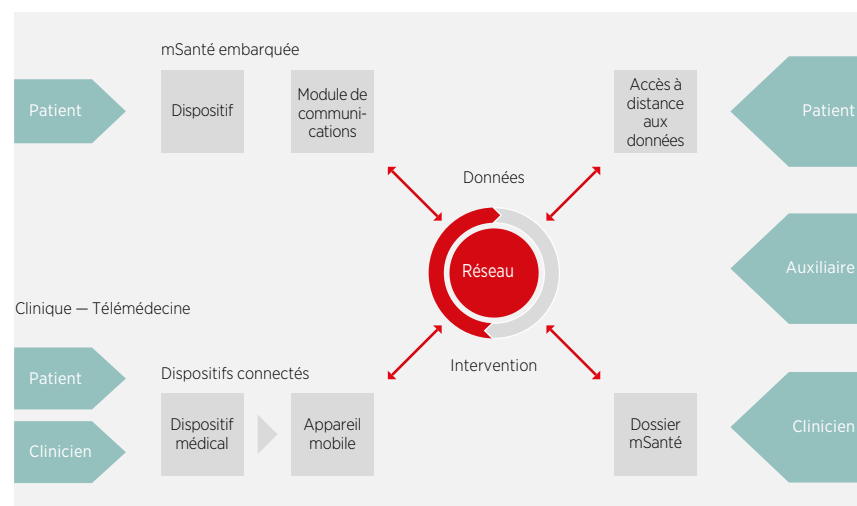 mSanté embarquée
Patient
Dispositif
Module de
communi-
cations
Accès à
distance
aux
données
Patient
Données
Réseau
Auxiliaire
Clinique — Télémédecine
Intervention
Patient
Dispositifs connectés
Clinicien
Dispositif
médical
Appareil
mobile
Dossier
mSanté
Clinicien